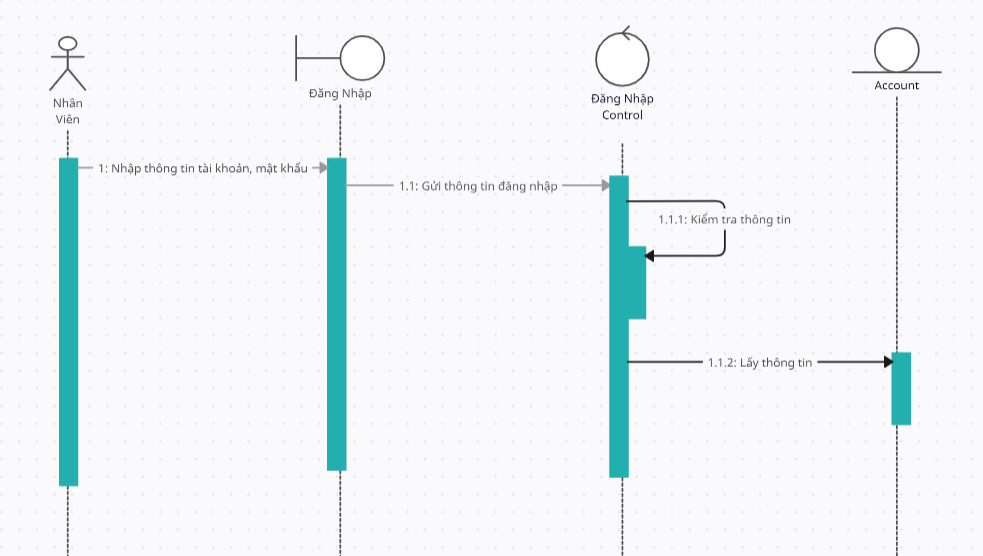 Nhân
Viên
Đăng Nhập
Đăng Nhập
Control
Account
1: Nhập thông tin tài khoản, mật khẩu
1.1: Gửi thông tin đăng nhập
1.1.1: Kiểm tra thông tin
1.1.2: Lấy thông tin